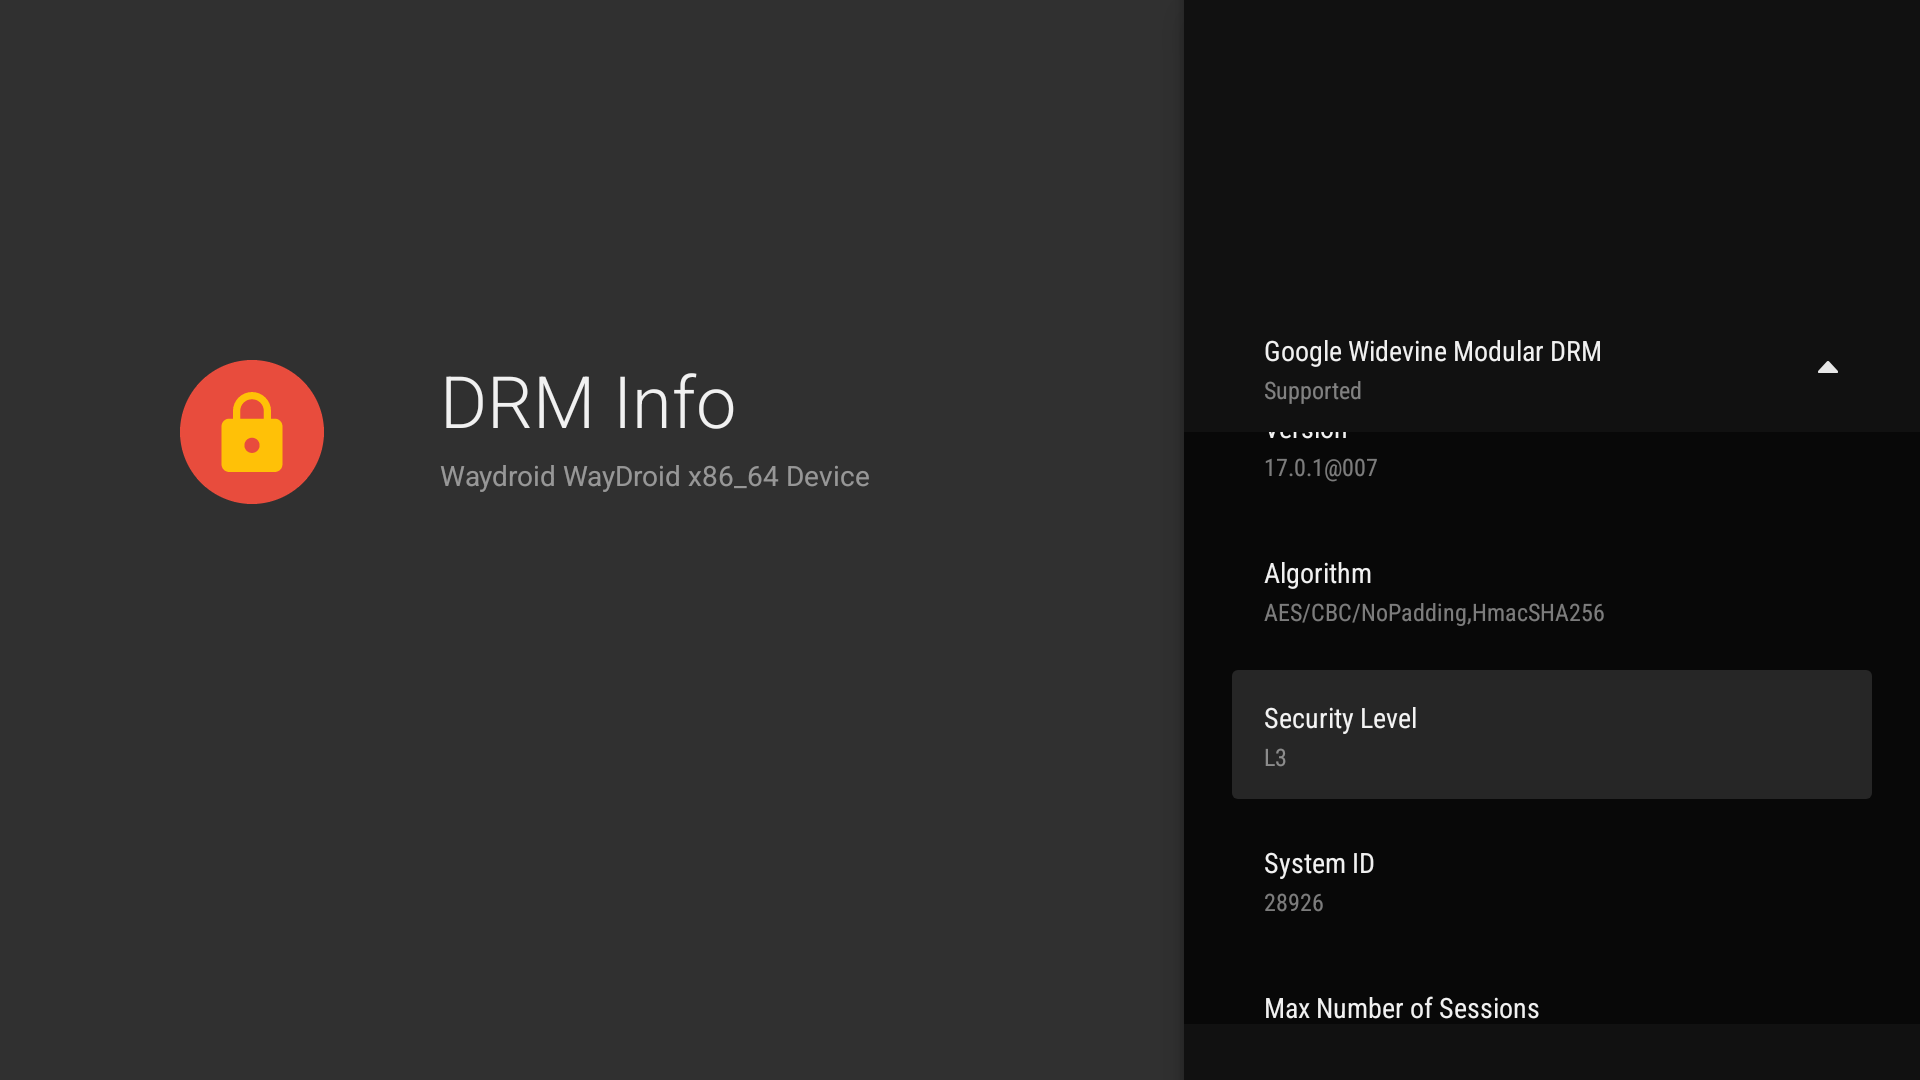 DRM Info
Waydroid WayDroid x86_64 Device
Google Widevine Modular DRM
Supported
Version
17.0.1@007
Algorithm
AES/CBC/NoPadding,HmacSHA256
Security Level
L3
System ID
28926
Max Number of Sessions